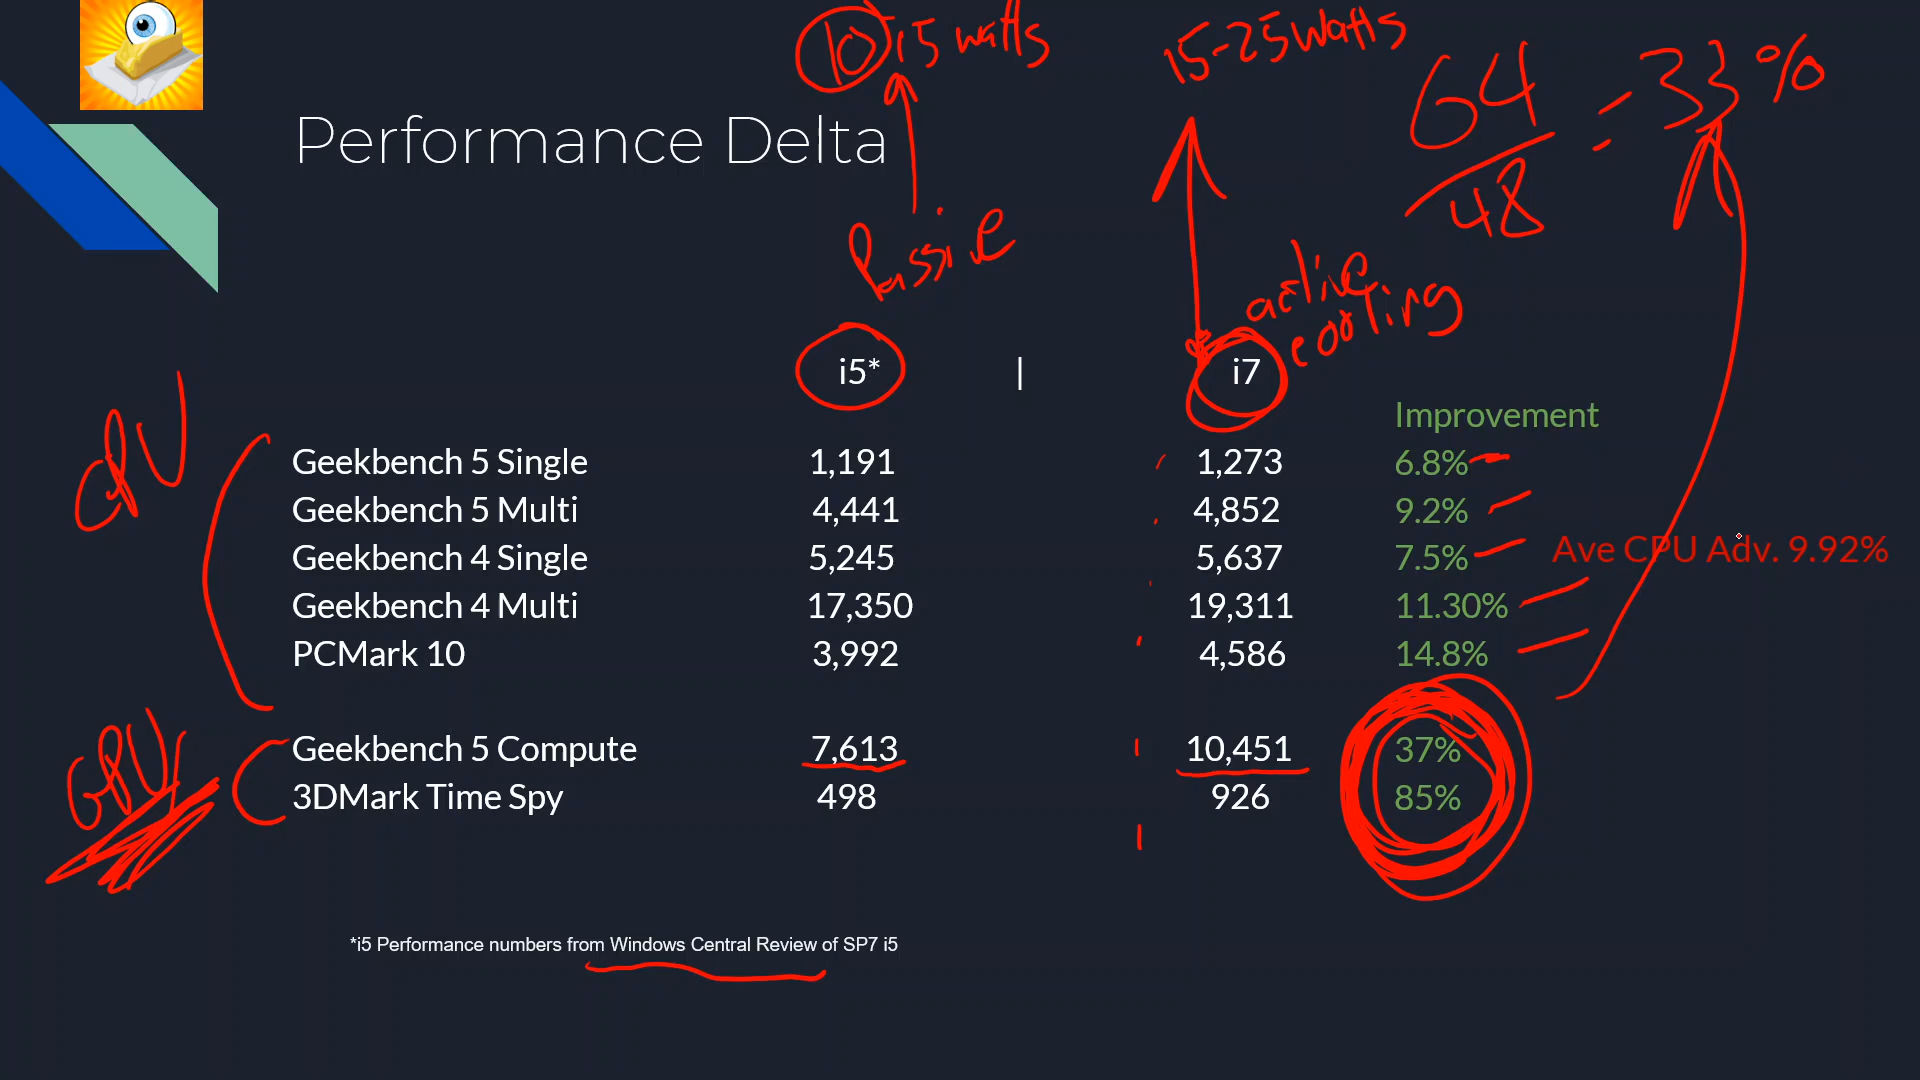 10 15 watts
15-25 watts
64
48
= 33%
Performance Delta
Passive
active
cooling
i5* | i7
Improvement
CPU
Geekbench 5 Single 1,191 1,273 6.8%
Geekbench 5 Multi 4,441 4,852 9.2%
Geekbench 4 Single 5,245 5,637 7.5% Ave CPU Adv. 9.92%
Geekbench 4 Multi 17,350 19,311 11.30%
PCMark 10 3,992 4,586 14.8%
GPU
Geekbench 5 Compute 7,613 10,451 37%
3DMark Time Spy 498 926 85%
*i5 Performance numbers from Windows Central Review of SP7 i5